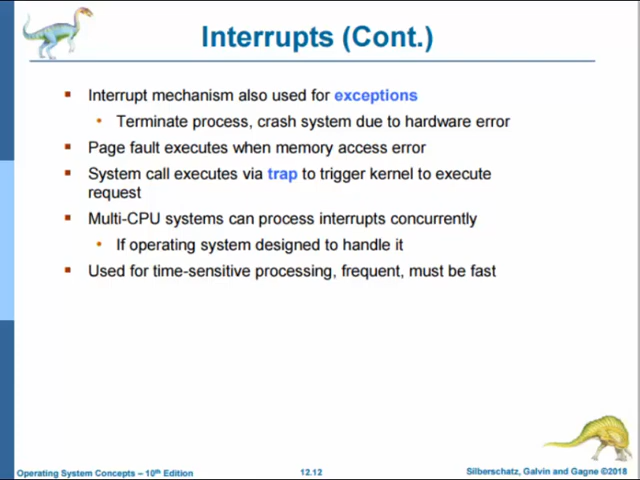 Interrupts (Cont.)
▪ Interrupt mechanism also used for exceptions
• Terminate process, crash system due to hardware error
▪ Page fault executes when memory access error
▪ System call executes via trap to trigger kernel to execute
request
▪ Multi-CPU systems can process interrupts concurrently
• If operating system designed to handle it
▪ Used for time-sensitive processing, frequent, must be fast
Operating System Concepts – 10th Edition
12.12
Silberschatz, Galvin and Gagne ©2018